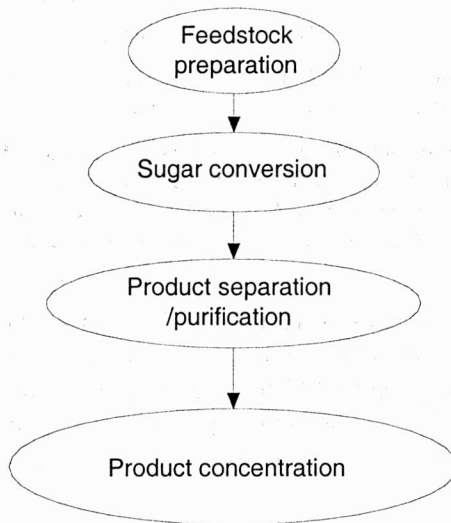 Feedstock
preparation
Sugar conversion
Product separation
/purification
Product concentration